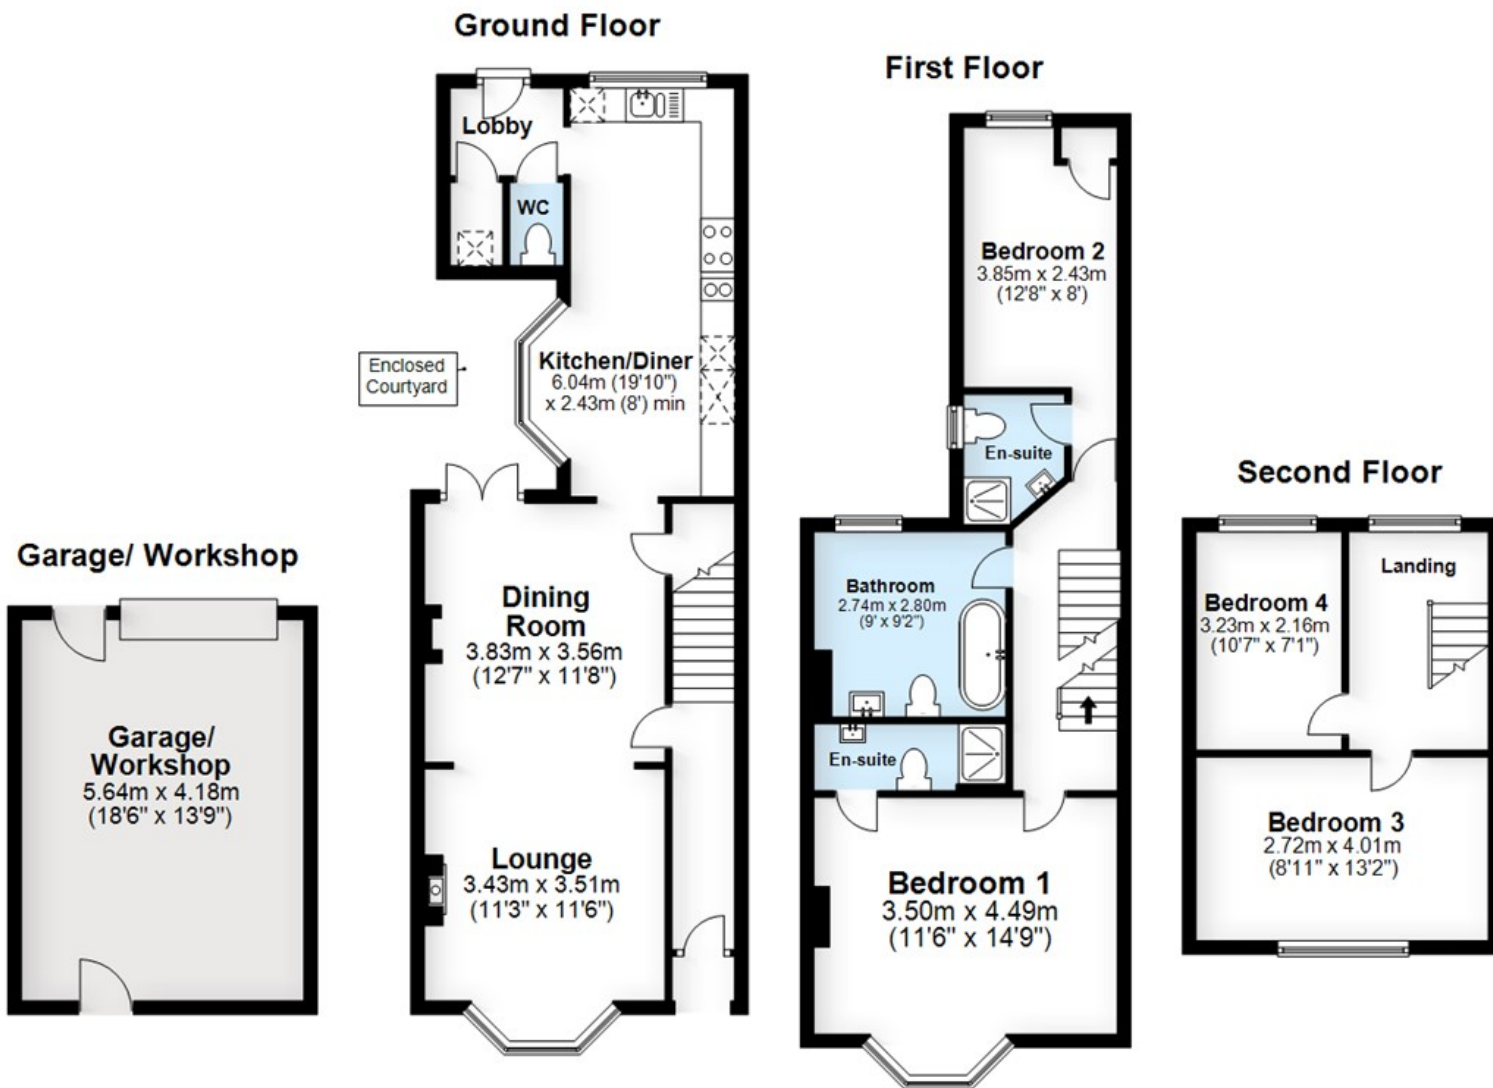 Ground Floor
Lobby
WC
Kitchen/Diner
6.04m (19'10")
x 2.43m (8') min
Enclosed
Courtyard
Dining
Room
3.83m x 3.56m
(12'7" x 11'8")
Lounge
3.43m x 3.51m
(11'3" x 11'6")
Garage/ Workshop
Garage/
Workshop
5.64m x 4.18m
(18'6" x 13'9")
First Floor
Bedroom 2
3.85m x 2.43m
(12'8" x 8')
En-suite
Bathroom
2.74m x 2.80m
(9' x 9'2")
En-suite
Bedroom 1
3.50m x 4.49m
(11'6" x 14'9")
Second Floor
Landing
Bedroom 4
3.23m x 2.16m
(10'7" x 7'1")
Bedroom 3
2.72m x 4.01m
(8'11" x 13'2")